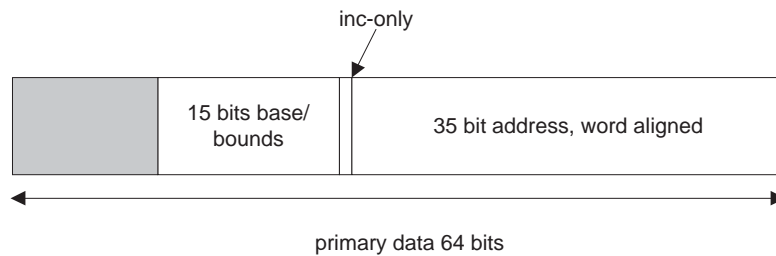 inc-only
15 bits base/
bounds
35 bit address, word aligned
primary data 64 bits